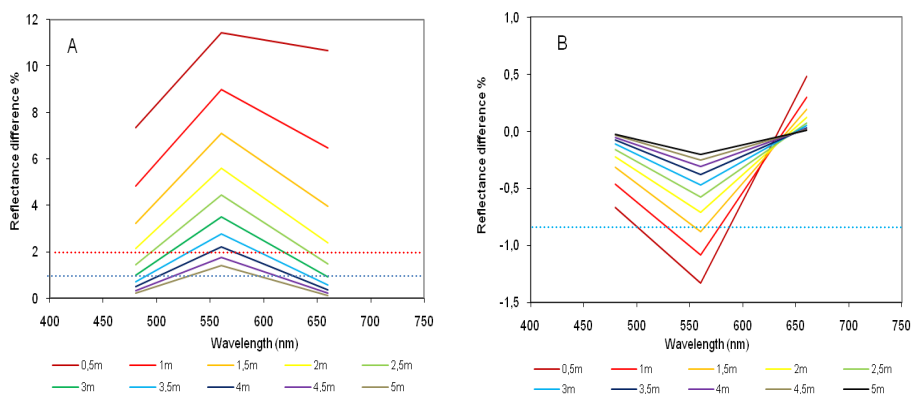 A
Reflectance difference %
12
10
8
6
4
2
0
400 450 500 550 600 650 700 750
Wavelength (nm)
0,5m 1m 1,5m 2m 2,5m
3m 3,5m 4m 4,5m 5m
B
Reflectance difference %
1,0
0,5
0,0
-0,5
-1,0
-1,5
400 450 500 550 600 650 700 750
Wavelength (nm)
0,5m 1m 1,5m 2m 2,5m
3m 3,5m 4m 4,5m 5m